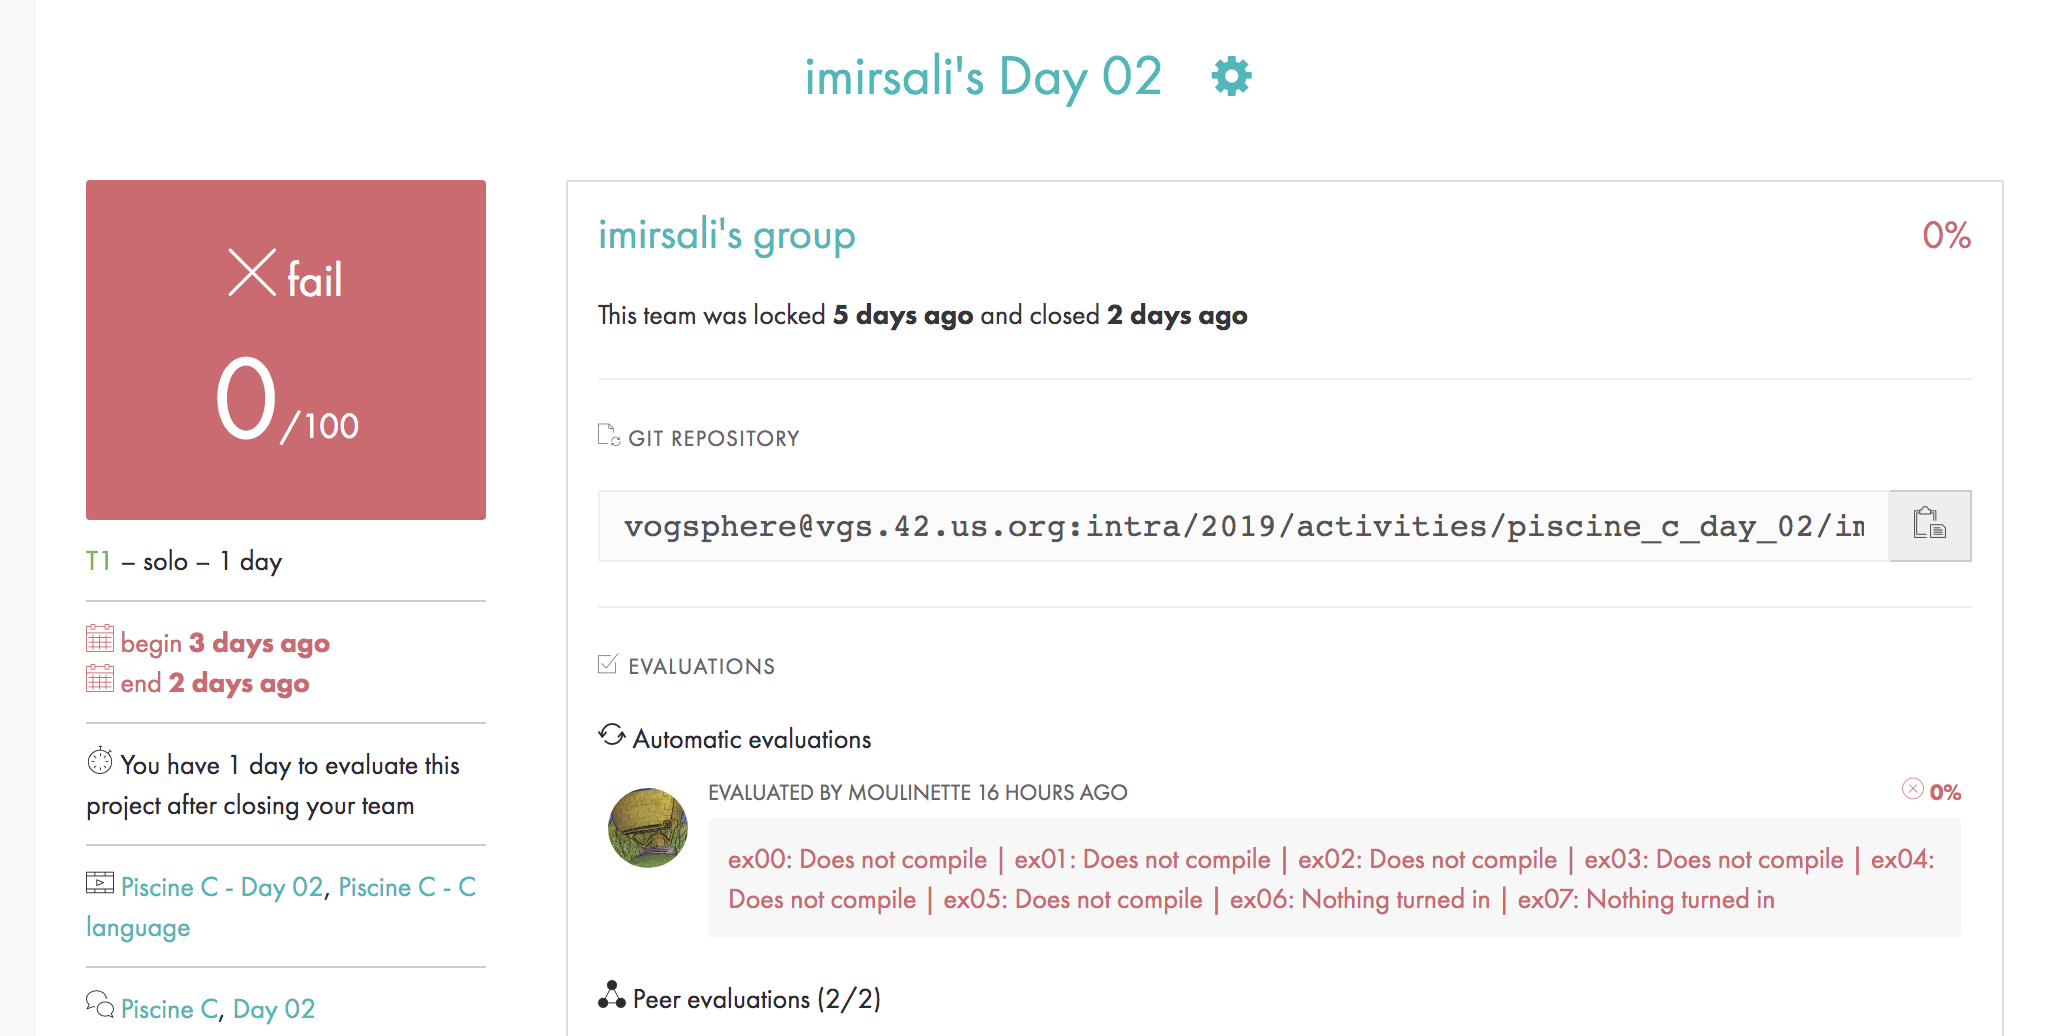 imirsali's Day 02
fail
0/100
T1 – solo – 1 day
begin 3 days ago
end 2 days ago
You have 1 day to evaluate this
project after closing your team
Piscine C - Day 02, Piscine C - C
language
Piscine C, Day 02
imirsali's group
0%
This team was locked 5 days ago and closed 2 days ago
GIT REPOSITORY
vogsphere@vgs.42.us.org:intra/2019/activities/piscine_c_day_02/im
EVALUATIONS
Automatic evaluations
EVALUATED BY MOULINETTE 16 HOURS AGO
0%
ex00: Does not compile | ex01: Does not compile | ex02: Does not compile | ex03: Does not compile | ex04:
Does not compile | ex05: Does not compile | ex06: Nothing turned in | ex07: Nothing turned in
Peer evaluations (2/2)